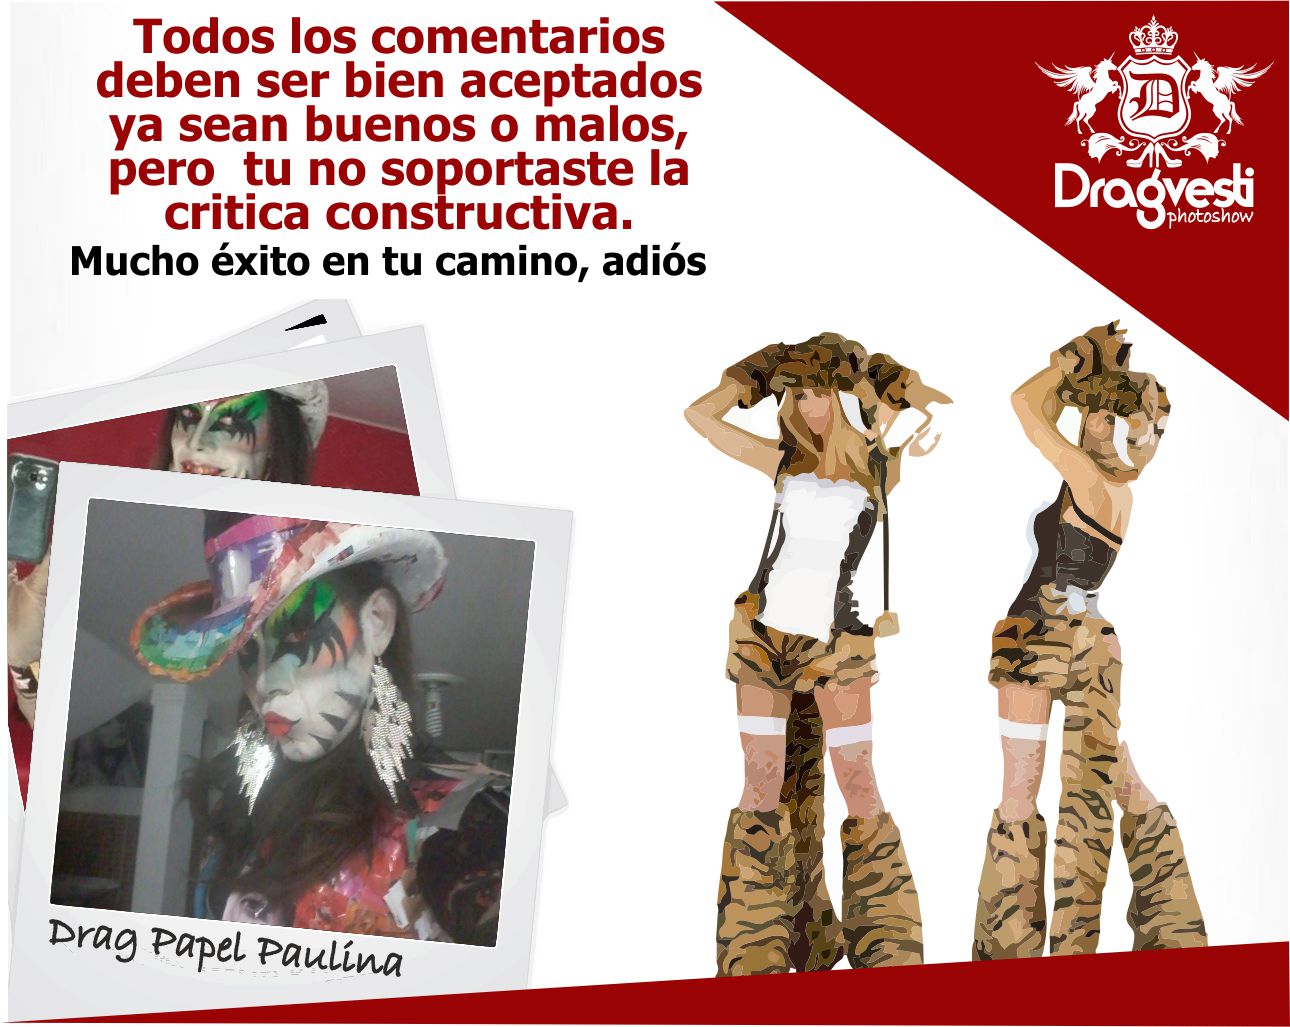 Todos los comentarios
deben ser bien aceptados
ya sean buenos o malos,
pero  tu no soportaste la
critica constructiva.
Mucho éxito en tu camino, adiós
D
Dragvesti
photoshow
Drag Papel Paulina